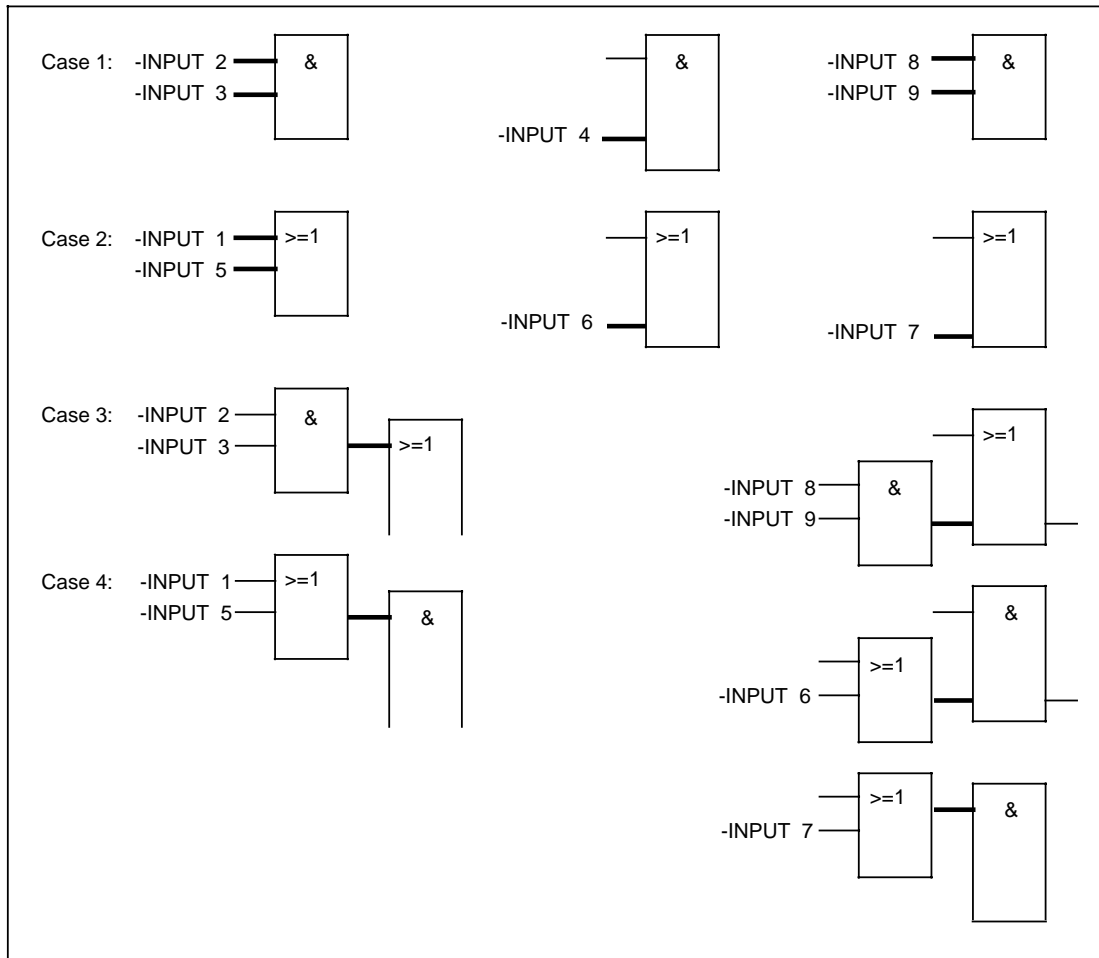 Case 1: -INPUT 2 & & -INPUT 8 &
-INPUT 3 -INPUT 9
-INPUT 4
Case 2: -INPUT 1 >=1 >=1 >=1
-INPUT 5
-INPUT 6 -INPUT 7
Case 3: -INPUT 2 &
-INPUT 3 >=1 >=1
-INPUT 8 &
-INPUT 9
Case 4: -INPUT 1 >=1
-INPUT 5 & &
>=1
-INPUT 6
>=1 &
-INPUT 7